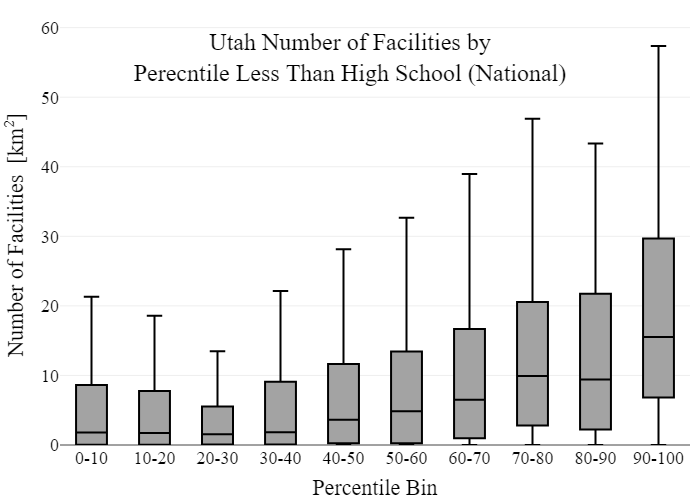 Utah Number of Facilities by
Perecntile Less Than High School (National)
Number of Facilities [km²]
60
50
40
30
20
10
0
0-10 10-20 20-30 30-40 40-50 50-60 60-70 70-80 80-90 90-100
Percentile Bin